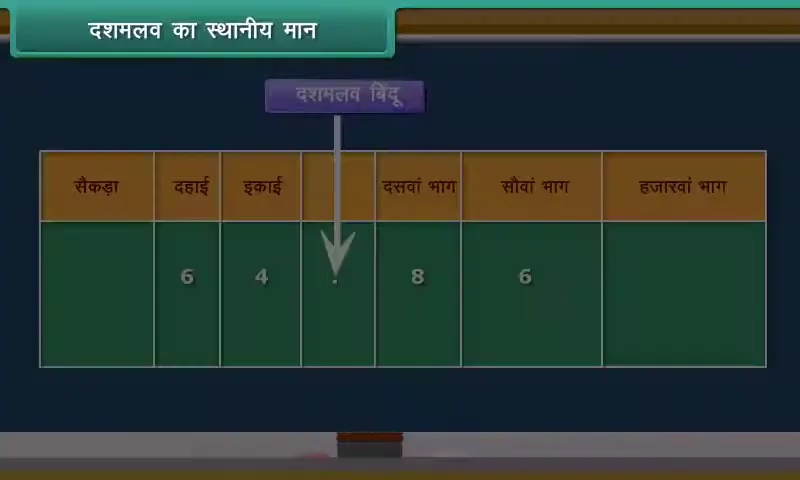 दशमलव का स्थानीय मान
दशमलव बिंदू
सैकड़ा दहाई इकाई दसवां भाग सौवां भाग हजारवां भाग
6 4 . 8 6